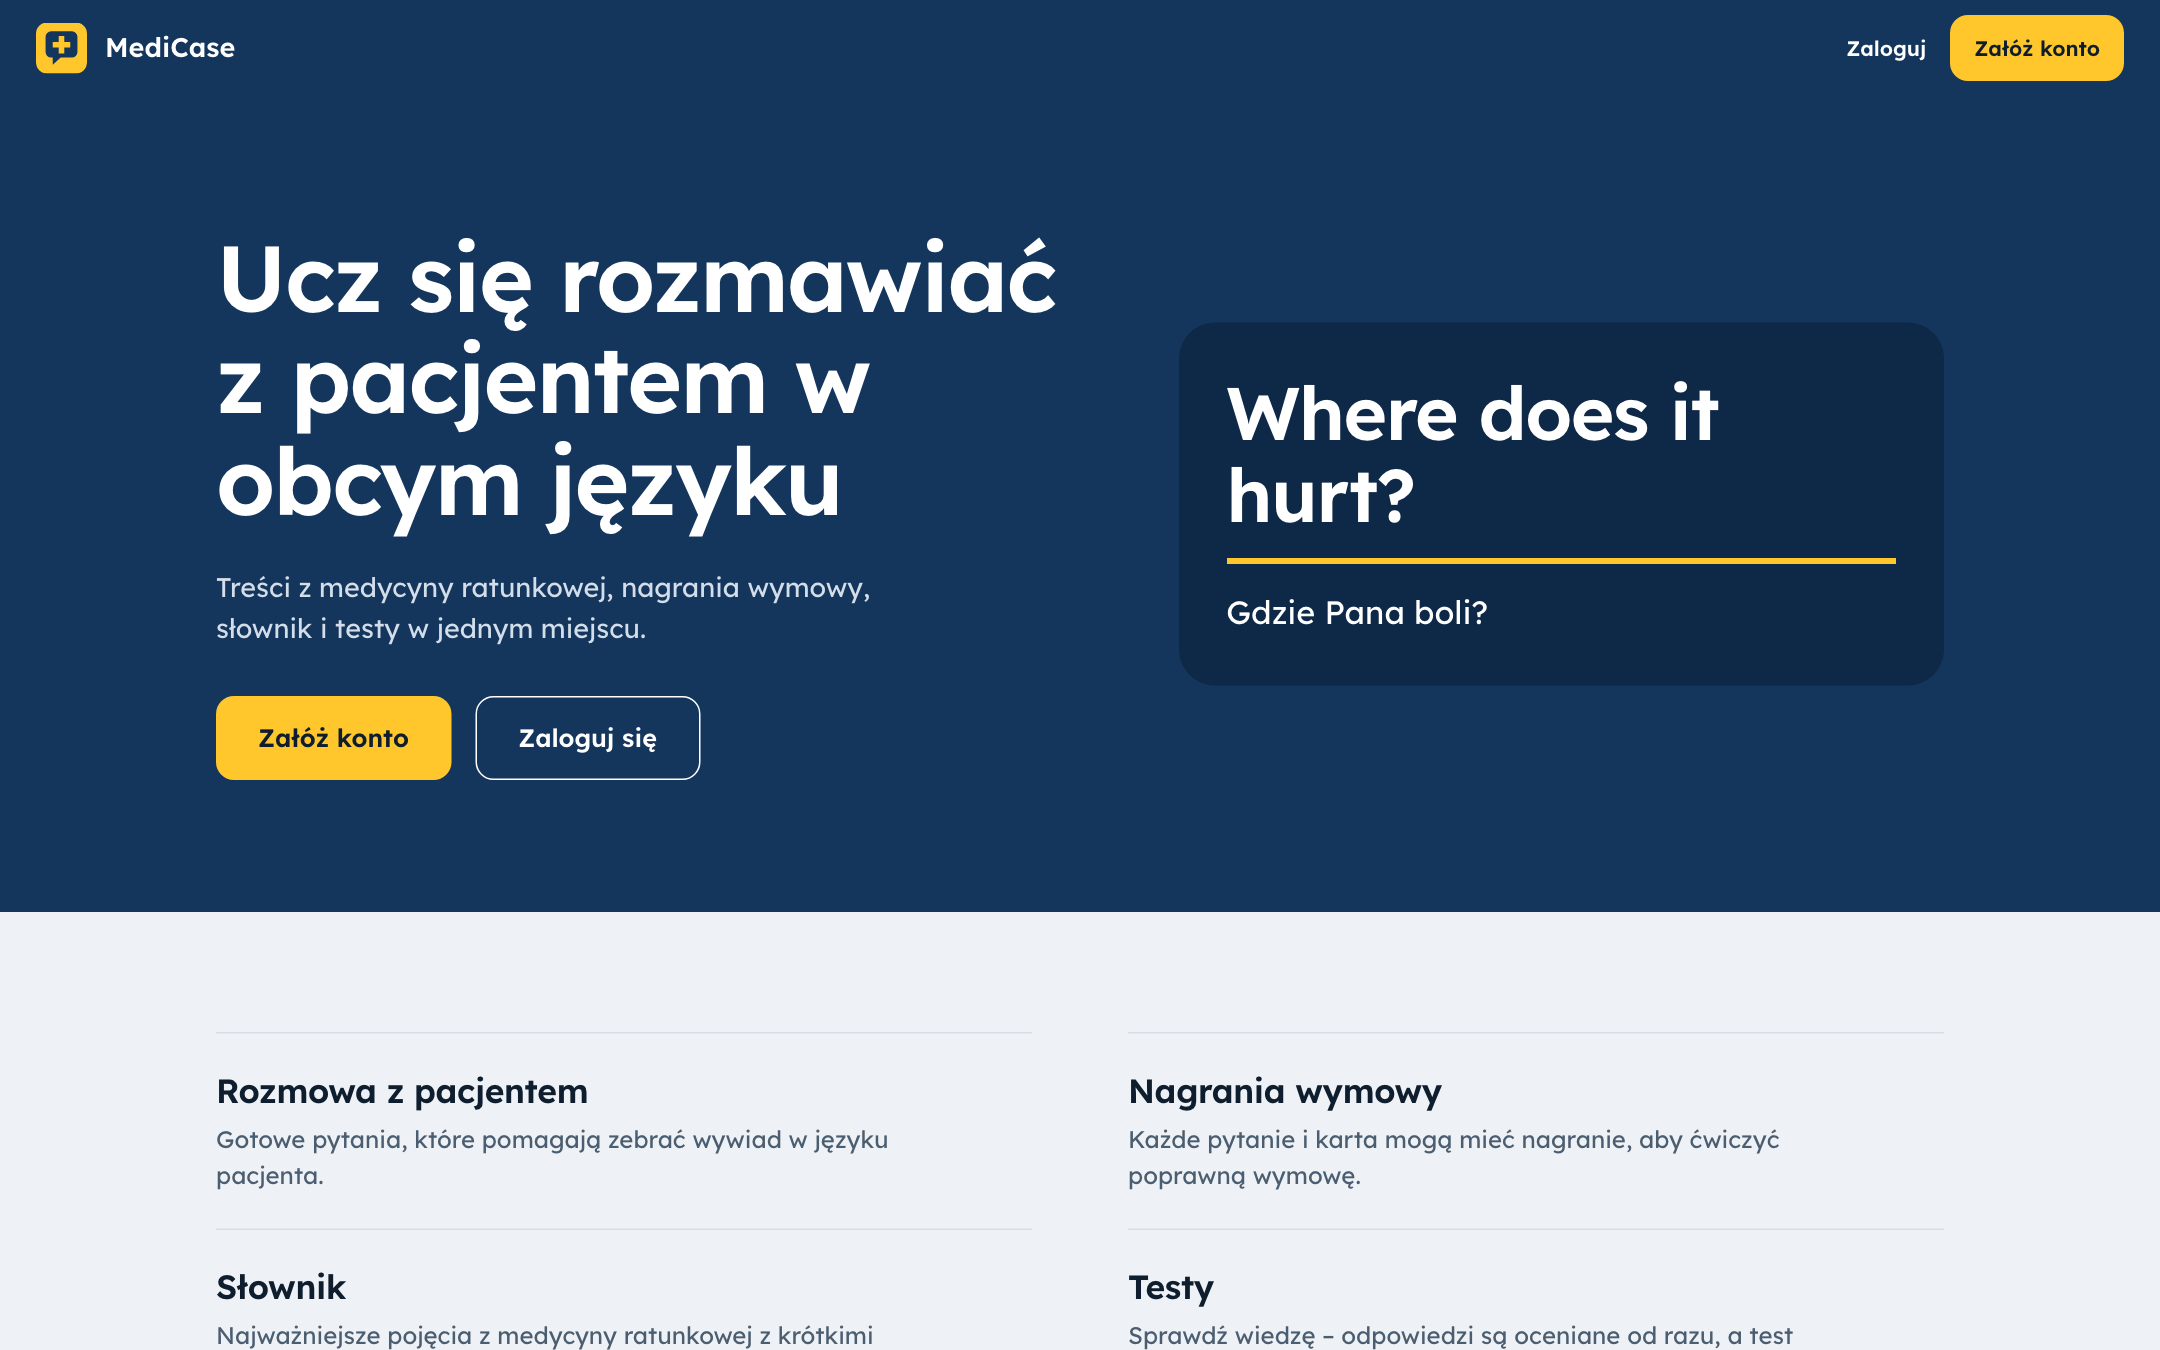 MediCase
Zaloguj
Załóż konto
Ucz się rozmawiać
z pacjentem w
obcym języku
Treści z medycyny ratunkowej, nagrania wymowy,
słownik i testy w jednym miejscu.
Załóż konto
Zaloguj się
Where does it
hurt?
Gdzie Pana boli?
Rozmowa z pacjentem
Gotowe pytania, które pomagają zebrać wywiad w języku
pacjenta.
Nagrania wymowy
Każde pytanie i karta mogą mieć nagranie, aby ćwiczyć
poprawną wymowę.
Słownik
Najważniejsze pojęcia z medycyny ratunkowej z krótkimi
Testy
Sprawdź wiedzę – odpowiedzi są oceniane od razu, a test